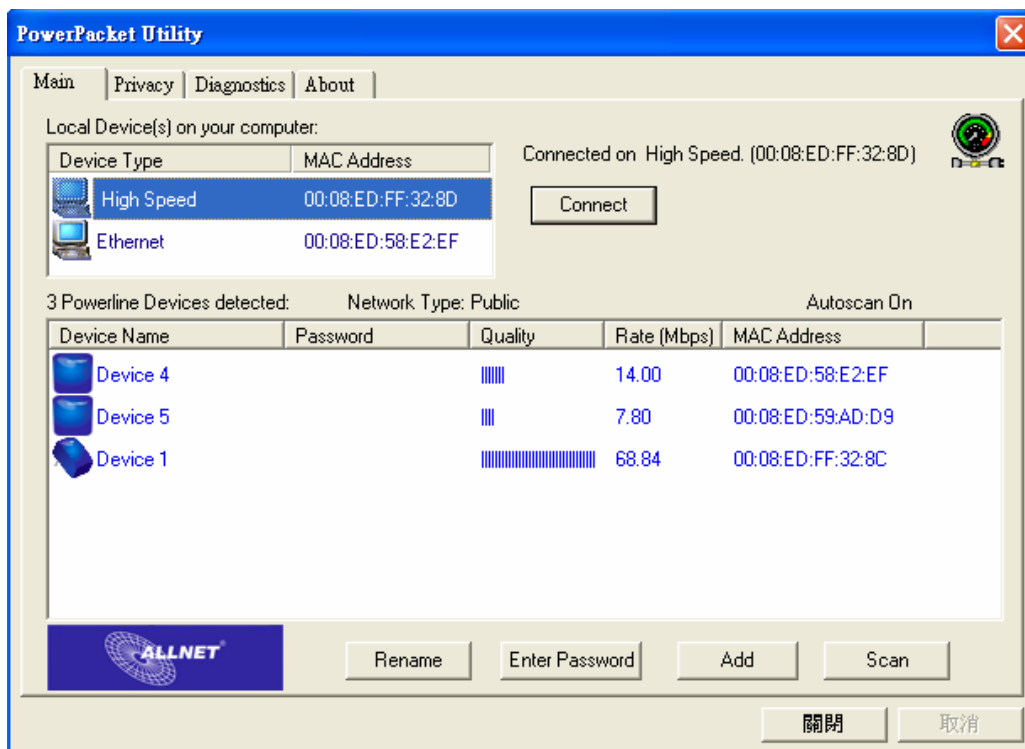 PowerPacket Utility
Main Privacy Diagnostics About
Local Device(s) on your computer:
Device Type MAC Address
High Speed 00:08:ED:FF:32:8D
Ethernet 00:08:ED:58:E2:EF
Connected on High Speed. (00:08:ED:FF:32:8D)
Connect
3 Powerline Devices detected: Network Type: Public Autoscan On
Device Name Password Quality Rate (Mbps) MAC Address
Device 4 14.00 00:08:ED:58:E2:EF
Device 5 7.80 00:08:ED:59:AD:D9
Device 1 68.84 00:08:ED:FF:32:8C
ALLNET®
Rename Enter Password Add Scan
關閉 取消